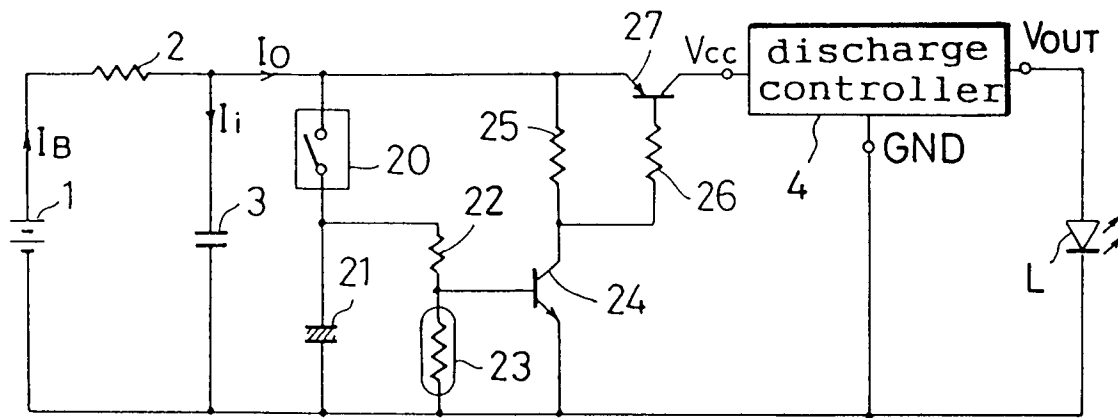 2
IO
27
VCC
discharge
controller
VOUT
Ii
25
IB
20
GND
26
4
1
3
22
L
21
24
23